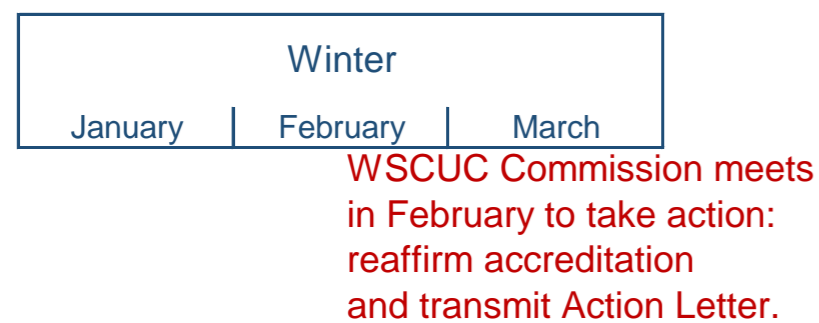 Winter
January February March
WSCUC Commission meets
in February to take action:
reaffirm accreditation
and transmit Action Letter.